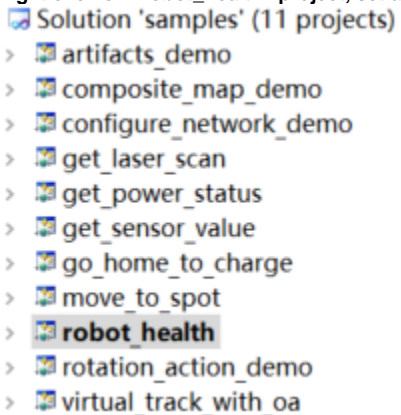 Solution 'samples' (11 projects)
artifacts_demo
composite_map_demo
configure_network_demo
get_laser_scan
get_power_status
get_sensor_value
go_home_to_charge
move_to_spot
robot_health
rotation_action_demo
virtual_track_with_oa